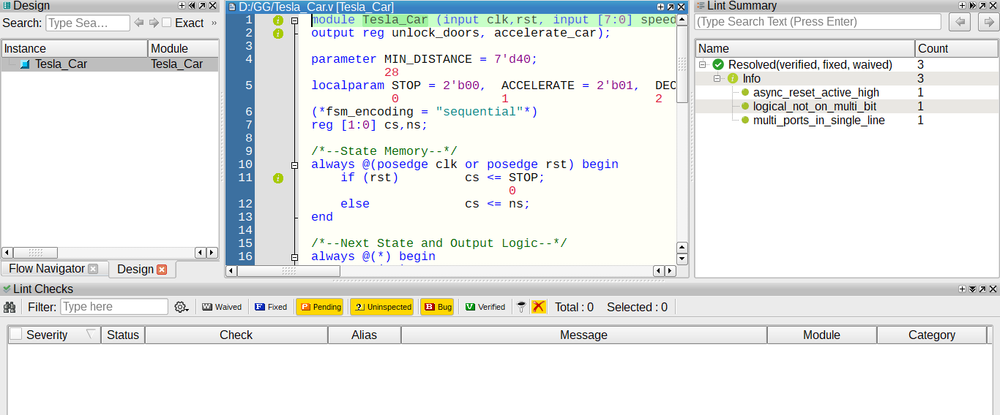 Design
Search: Type Sea… Exact »
Instance Module
Tesla_Car Tesla_Car
Flow Navigator Design
D:/GG/Tesla_Car.v [Tesla_Car]
1 module Tesla_Car (input clk,rst, input [7:0] speed
2 output reg unlock_doors, accelerate_car);
3
4 parameter MIN_DISTANCE = 7'd40;
28
5 localparam STOP = 2'b00, ACCELERATE = 2'b01, DEC
0 1 2
6 (*fsm_encoding = "sequential"*)
7 reg [1:0] cs,ns;
8
9 /*--State Memory--*/
10 always @(posedge clk or posedge rst) begin
11 if (rst) cs <= STOP;
0
12 else cs <= ns;
13 end
14
15 /*--Next State and Output Logic--*/
16 always @(*) begin
Lint Summary
(Type Search Text (Press Enter)
Name Count
Resolved(verified, fixed, waived) 3
Info 3
async_reset_active_high 1
logical_not_on_multi_bit 1
multi_ports_in_single_line 1
Lint Checks
Filter: Type here W Waived F Fixed P Pending ? Uninspected B Bug V Verified Total : 0 Selected : 0
Severity Status Check Alias Message Module Category